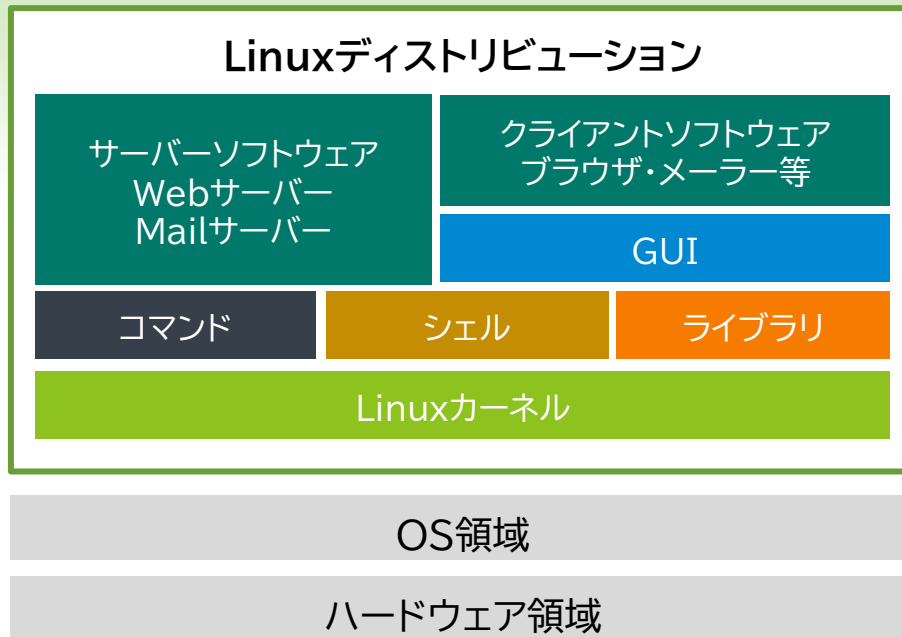 Linuxディストリビューション
サーバーソフトウェア
Webサーバー
Mailサーバー
クライアントソフトウェア
ブラウザ・メーラー等
GUI
コマンド
シェル
ライブラリ
Linuxカーネル
OS領域
ハードウェア領域